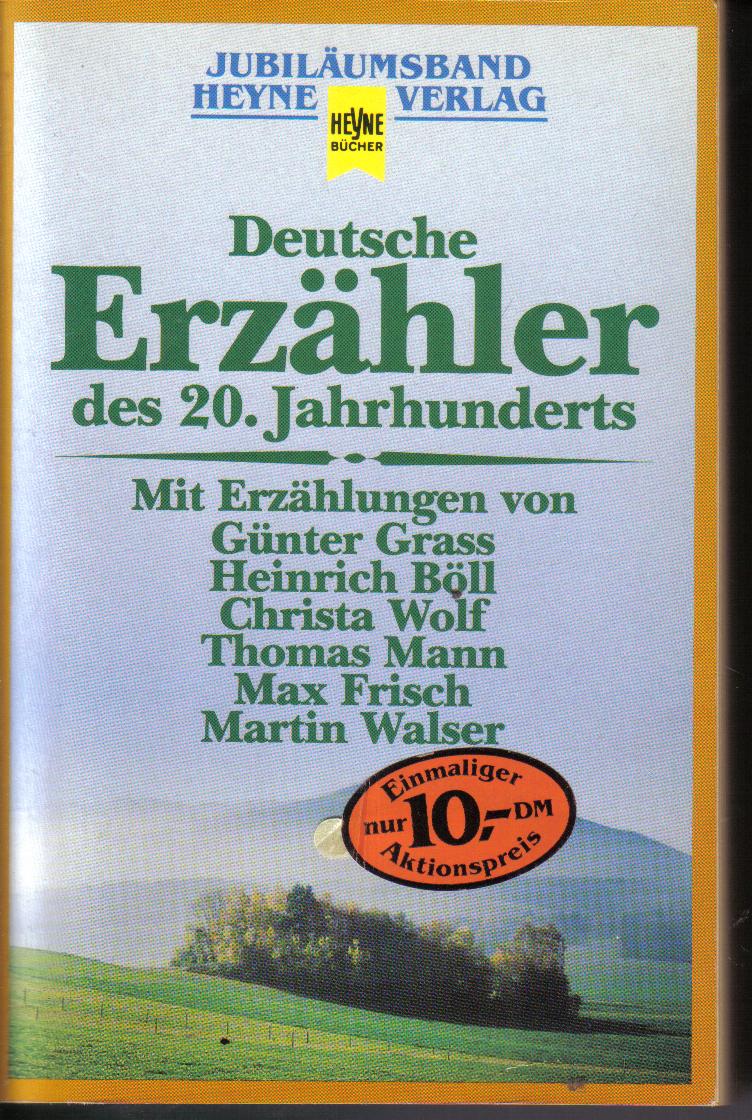 JUBILÄUMSBAND
HEYNE VERLAG
HEYNE
BÜCHER
Deutsche
Erzähler
des 20. Jahrhunderts
Mit Erzählungen von
Günter Grass
Heinrich Böll
Christa Wolf
Thomas Mann
Max Frisch
Martin Walser
Einmaliger
nur 10,- DM
Aktionspreis